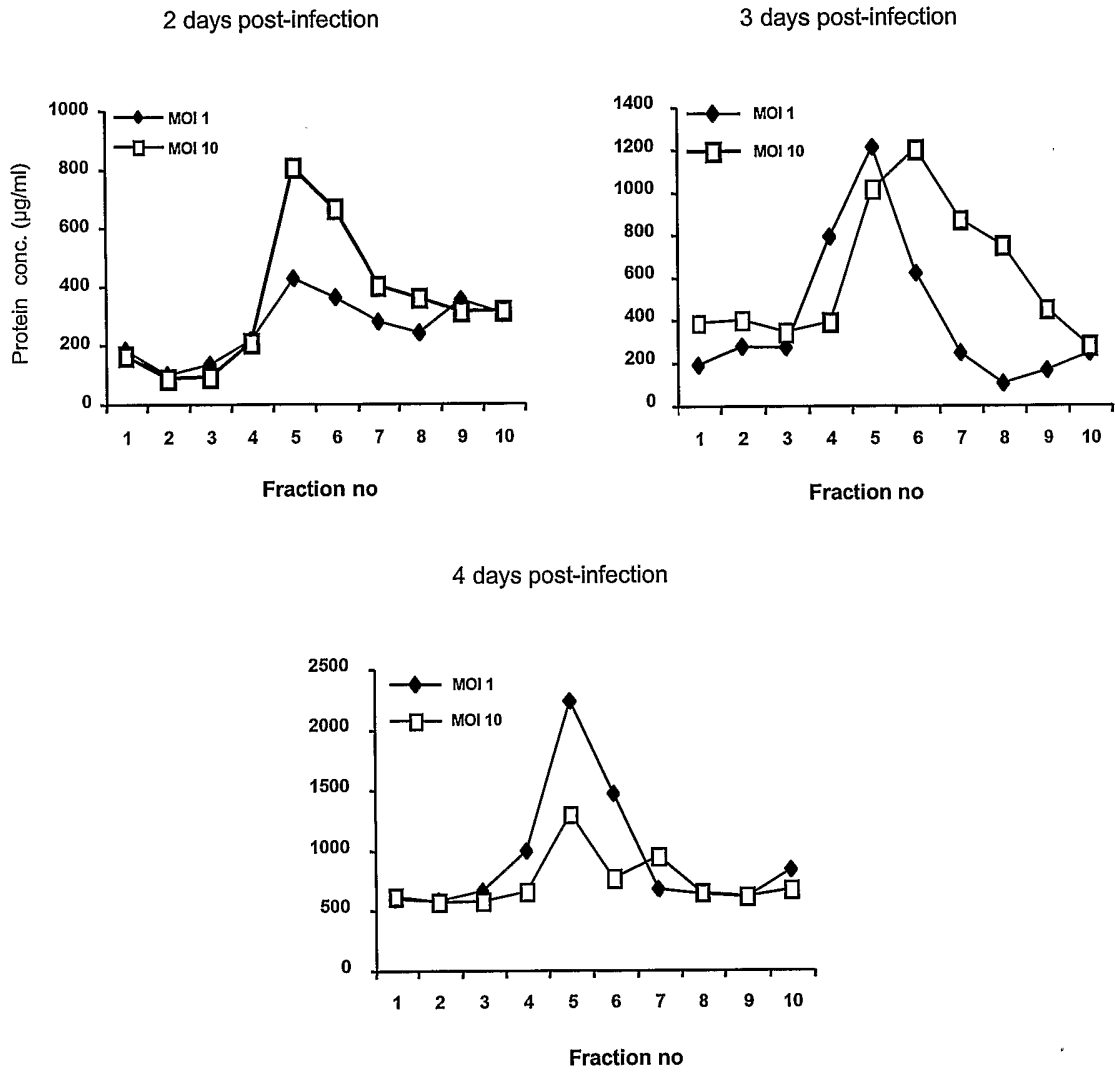 2 days post-infection
3 days post-infection
1000
800
600
400
200
0
MOI 1
MOI 10
Protein conc. (µg/ml)
1 2 3 4 5 6 7 8 9 10
Fraction no
1400
1200
1000
800
600
400
200
0
MOI 1
MOI 10
1 2 3 4 5 6 7 8 9 10
Fraction no
4 days post-infection
2500
2000
1500
1000
500
0
MOI 1
MOI 10
1 2 3 4 5 6 7 8 9 10
Fraction no